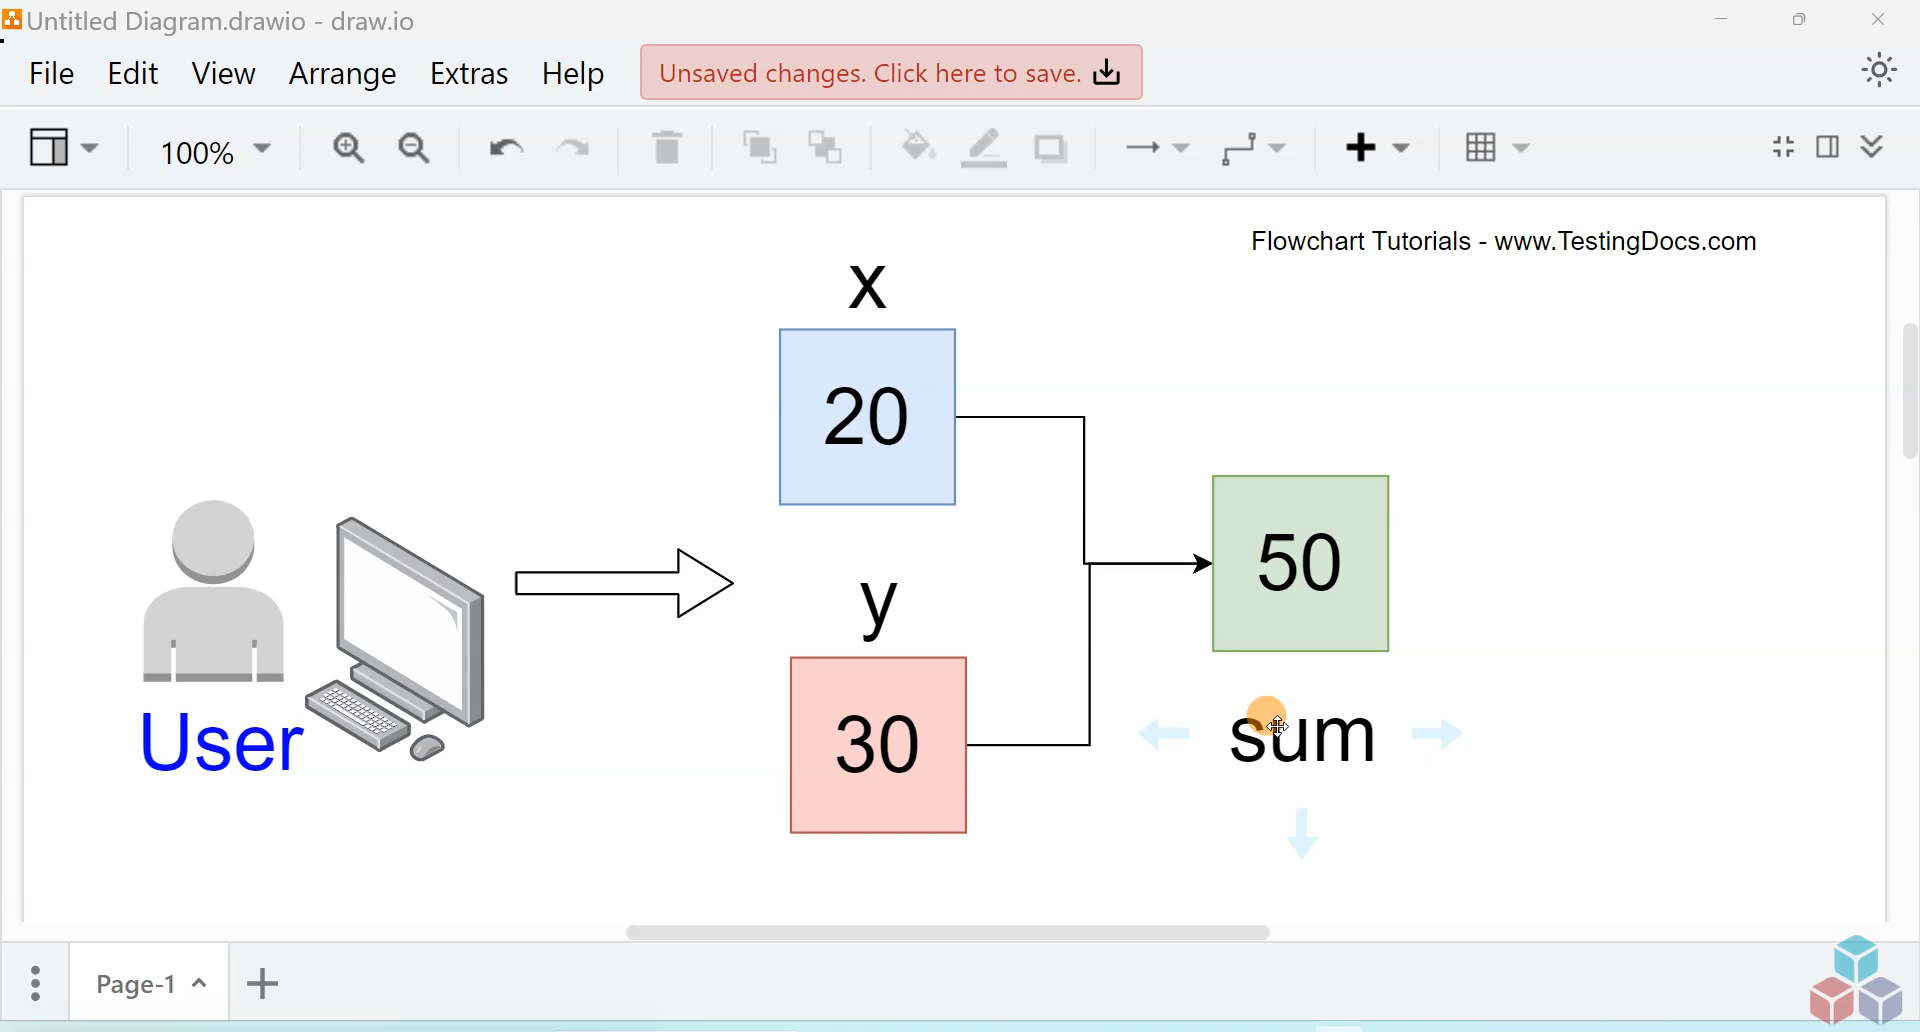 Untitled Diagram.drawio - draw.io
File Edit View Arrange Extras Help Unsaved changes. Click here to save.
100%
Flowchart Tutorials - www.TestingDocs.com
x
20
50
y
sum
User
30
Page-1